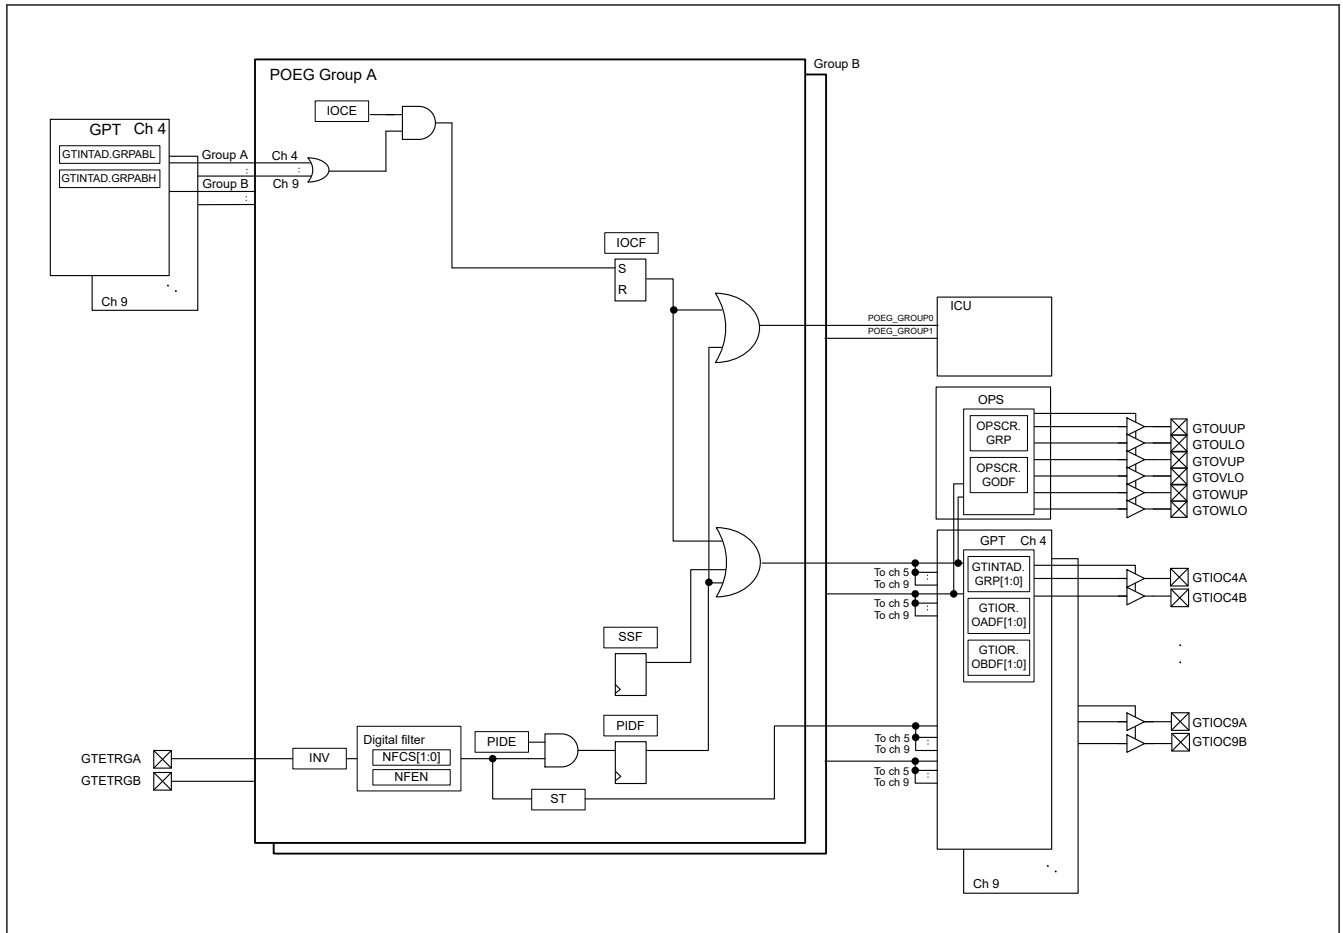 POEG Group A
Group B
IOCE
GPT Ch 4
GTINTAD.GRPABL
GTINTAD.GRPABH
Group A
Ch 4
:
:
Group B
Ch 9
:
Ch 9
IOCF
S
R
ICU
POEG_GROUP0
POEG_GROUP1
OPS
OPSCR.
GRP
OPSCR.
GODF
GTOUUP
GTOULO
GTOVUP
GTOVLO
GTOWUP
GTOWLO
GPT Ch 4
GTINTAD.
GRP[1:0]
GTIOR.
OADF[1:0]
GTIOR.
OBDF[1:0]
To ch 5
:
To ch 9
To ch 5
:
To ch 9
GTIOC4A
GTIOC4B
SSF
PIDF
PIDE
To ch 5
:
To ch 9
To ch 5
:
To ch 9
GTIOC9A
GTIOC9B
GTETRGA
GTETRGB
INV
Digital filter
NFCS[1:0]
NFEN
ST
Ch 9